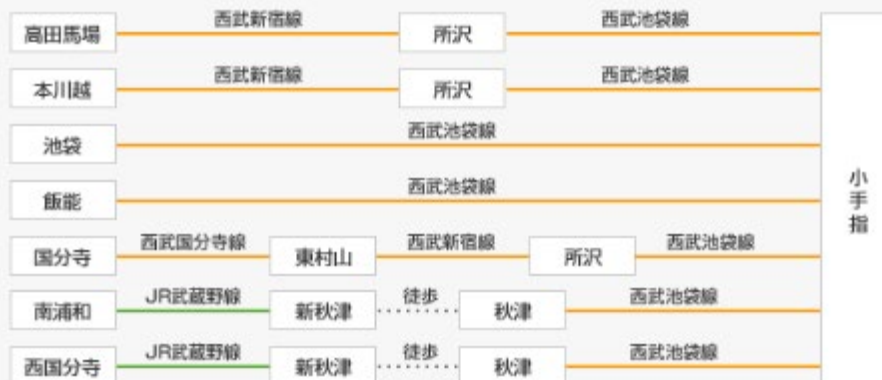 西武新宿線 西武池袋線
高田馬場 所沢
西武新宿線 西武池袋線
本川越 所沢
西武池袋線
池袋
西武池袋線
飯能
小手指
西武国分寺線 西武新宿線 西武池袋線
国分寺 東村山 所沢
JR武蔵野線 徒歩 西武池袋線
南浦和 新秋津 秋津
JR武蔵野線 徒歩 西武池袋線
西国分寺 新秋津 秋津